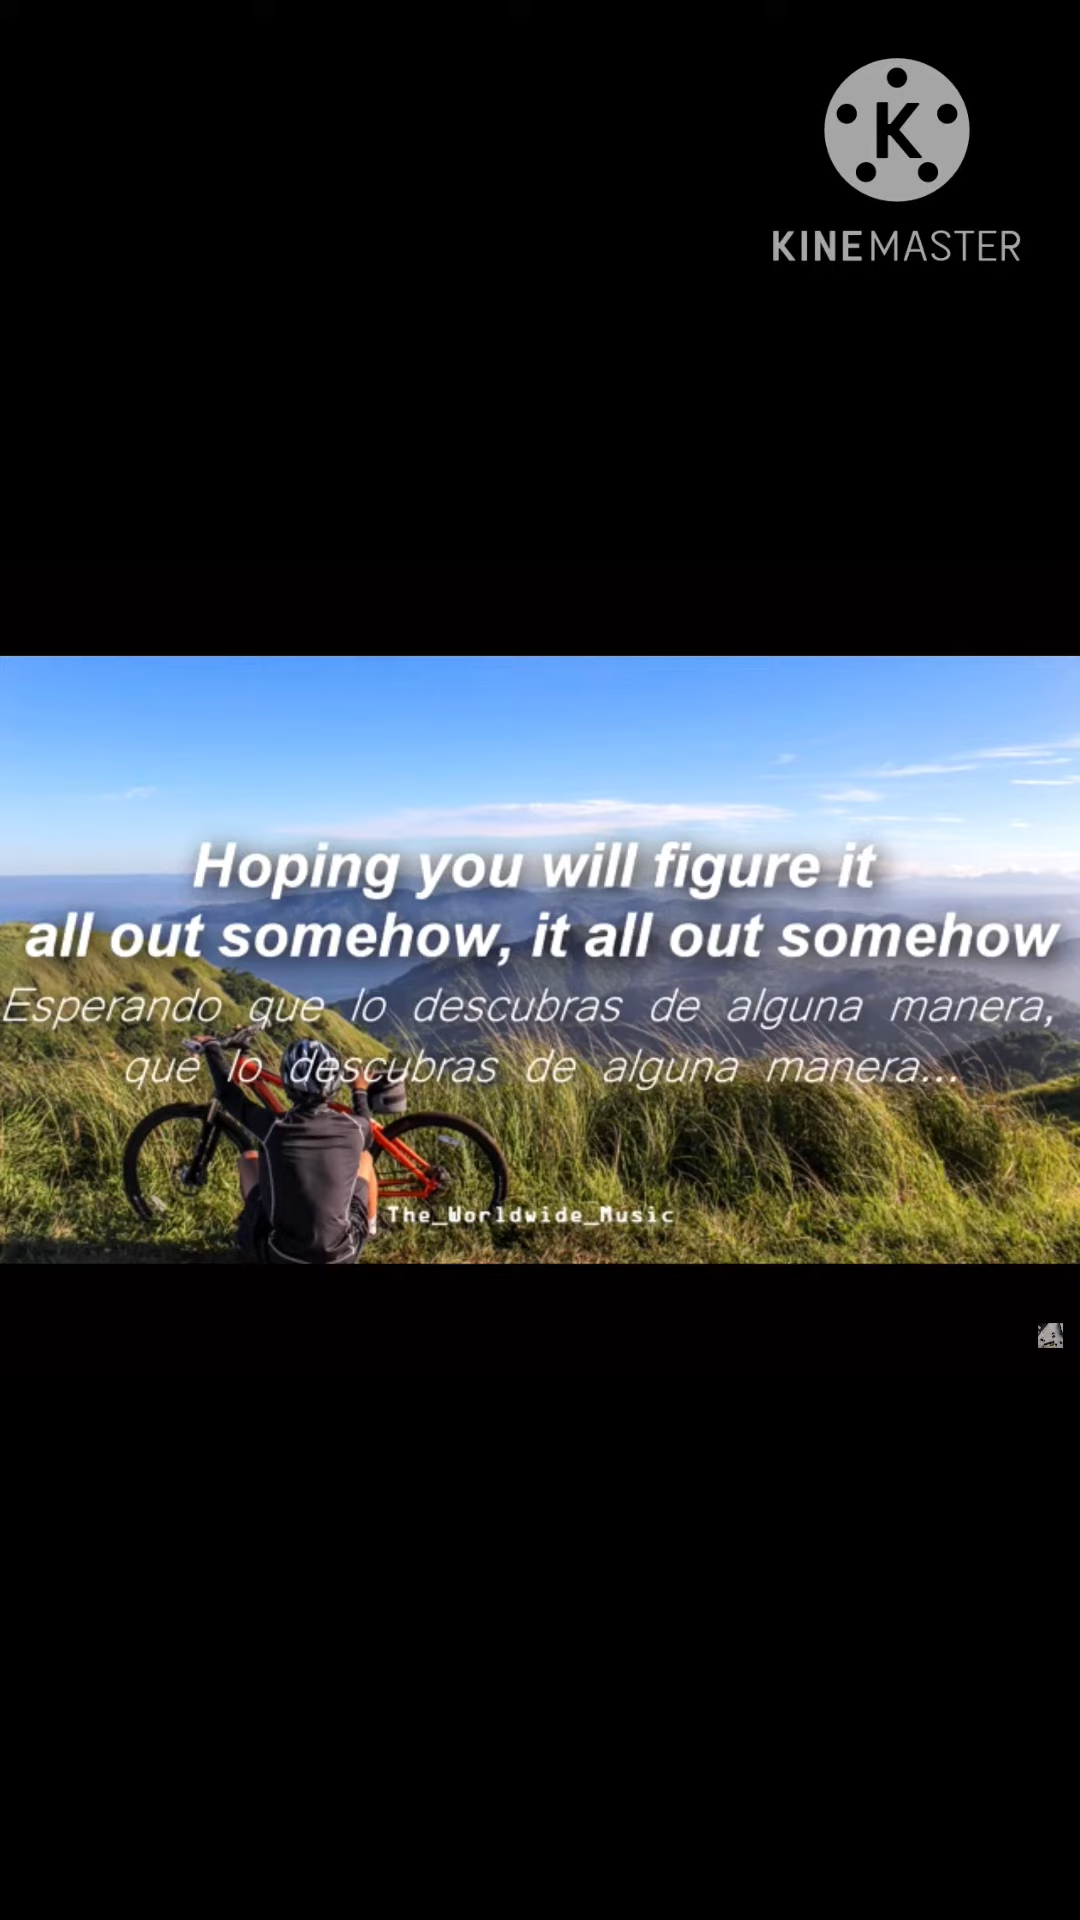 K
KINEMASTER
Hoping you will figure it
all out somehow, it all out somehow
Esperando que lo descubras de alguna manera,
que lo descubras de alguna manera...
The_Worldwide_Music